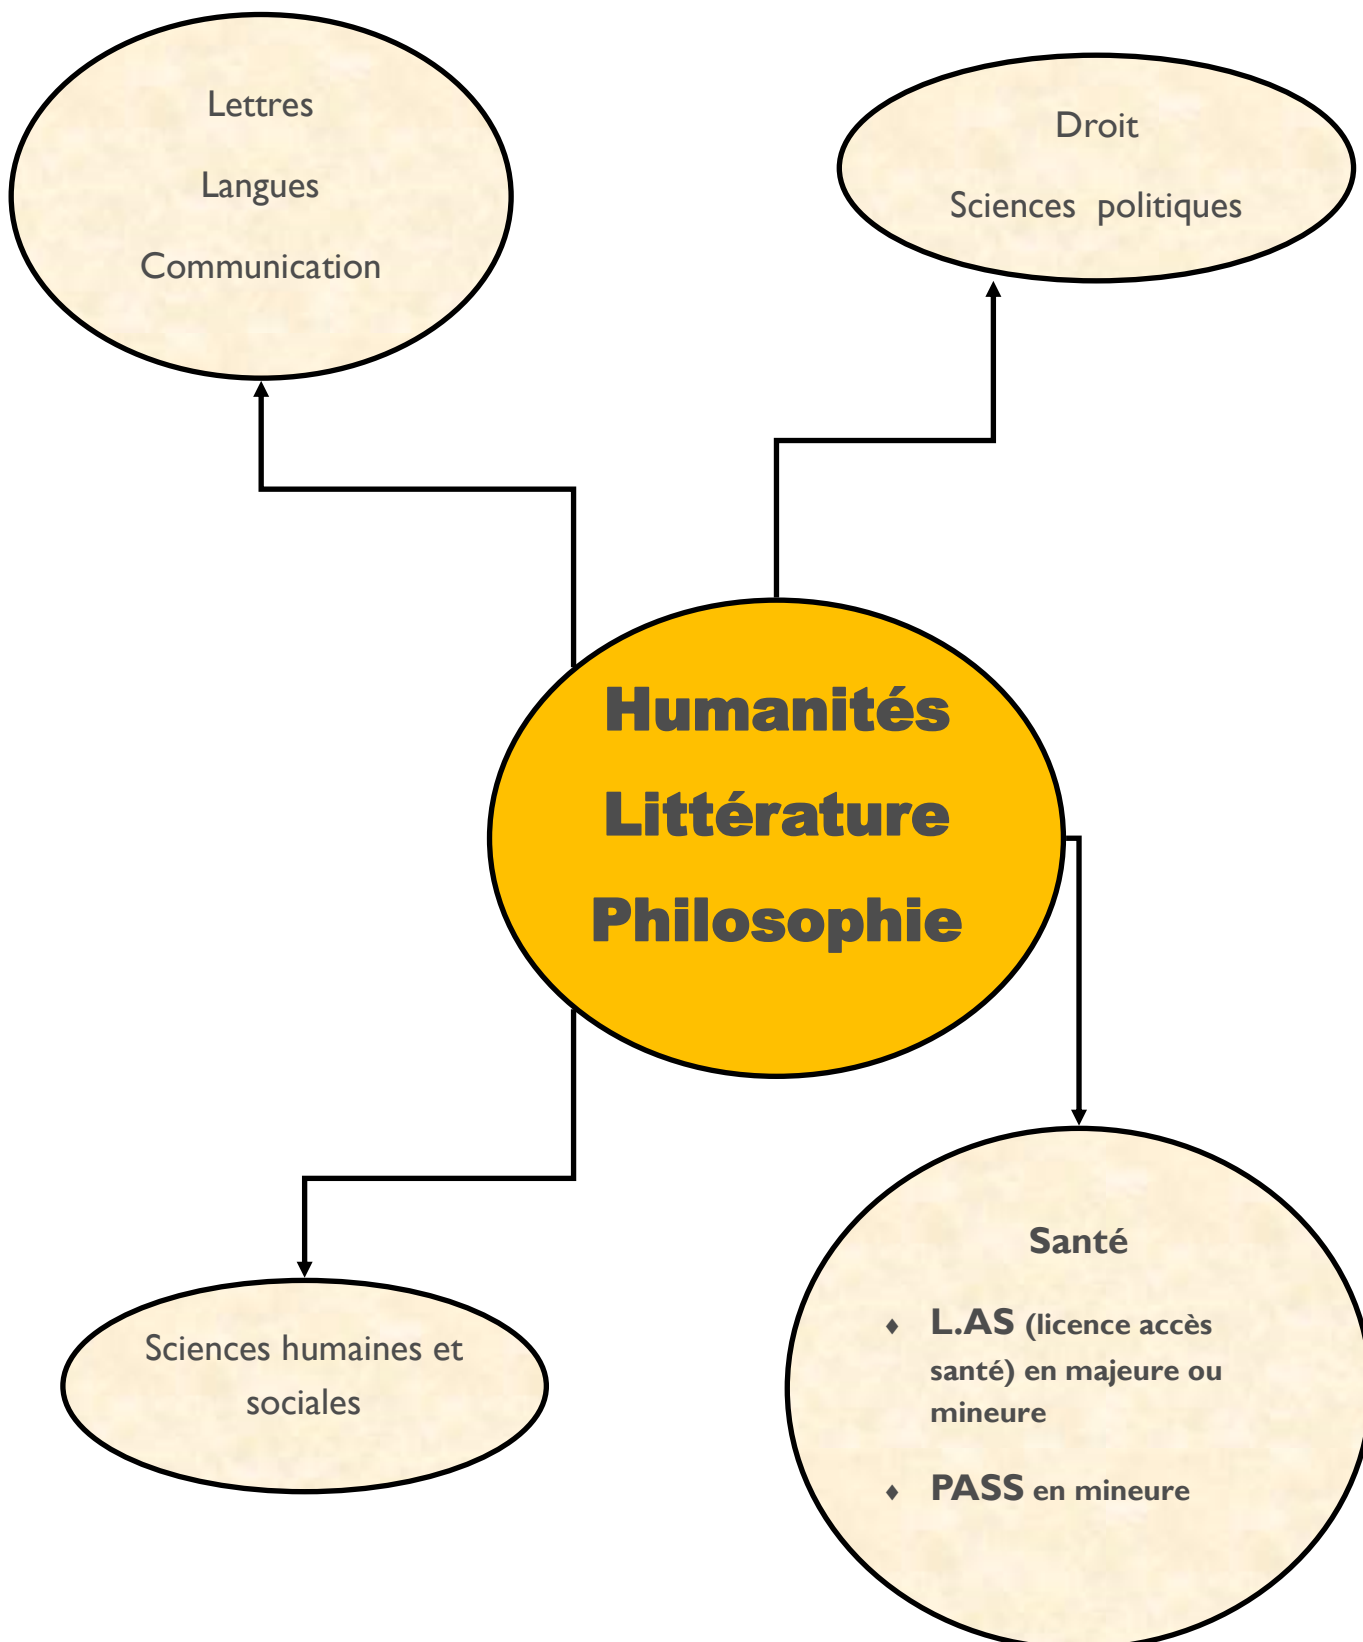 Lettres
Langues
Communication
Droit
Sciences politiques
Humanités
Littérature
Philosophie
Sciences humaines et
sociales
Santé
♦ L.AS (licence accès
santé) en majeure ou
mineure
♦ PASS en mineure